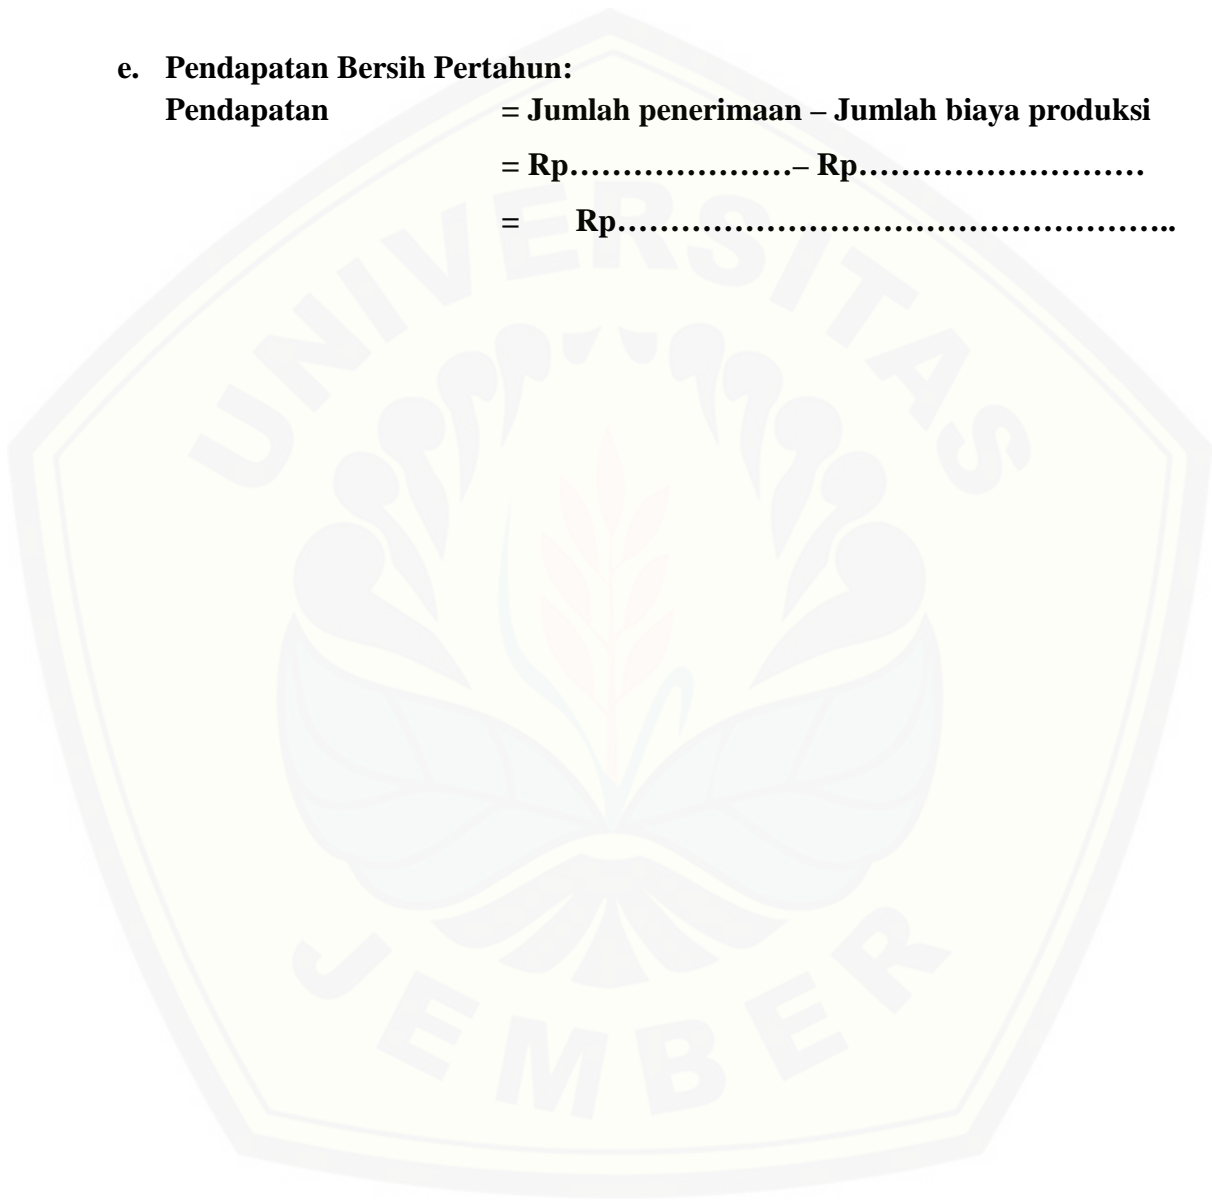 e. Pendapatan Bersih Pertahun:
Pendapatan = Jumlah penerimaan – Jumlah biaya produksi
= Rp…………………– Rp………………………
= Rp……………………………………………..
UNIVERSITAS
JEMBER